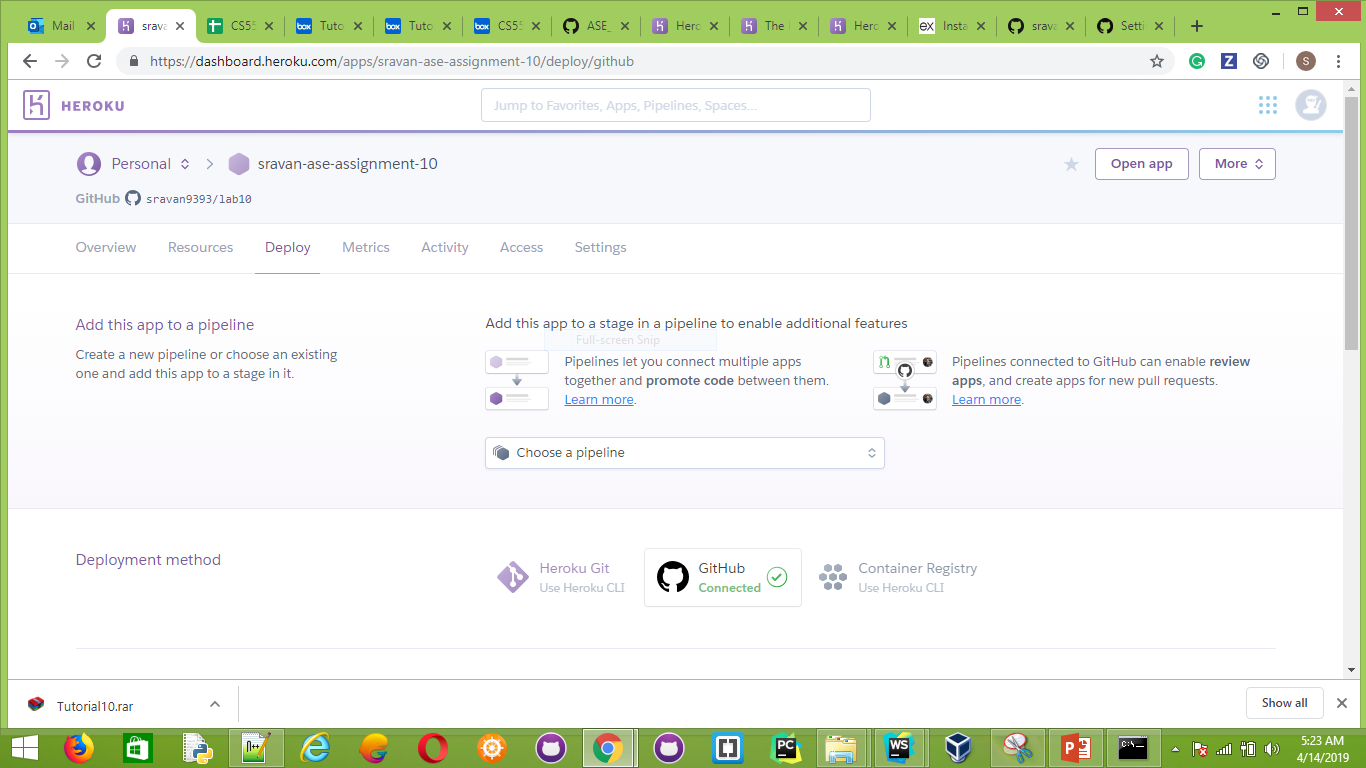 Mail
srava
CS55
Tuto
Tuto
CS55
ASE_
Hero
The
Hero
Insta
srava
Setti
https://dashboard.heroku.com/apps/sravan-ase-assignment-10/deploy/github
S
HEROKU
Jump to Favorites, Apps, Pipelines, Spaces...
Personal
sravan-ase-assignment-10
Open app
More
GitHub sravan9393/lab10
Overview
Resources
Deploy
Metrics
Activity
Access
Settings
Add this app to a pipeline
Create a new pipeline or choose an existing
one and add this app to a stage in it.
Add this app to a stage in a pipeline to enable additional features
Full-screen Snip
Pipelines let you connect multiple apps
together and promote code between them.
Learn more.
Pipelines connected to GitHub can enable review
apps, and create apps for new pull requests.
Learn more.
Choose a pipeline
Deployment method
Heroku Git
Use Heroku CLI
GitHub
Connected
Container Registry
Use Heroku CLI
Tutorial10.rar
Show all
5:23 AM
4/14/2019